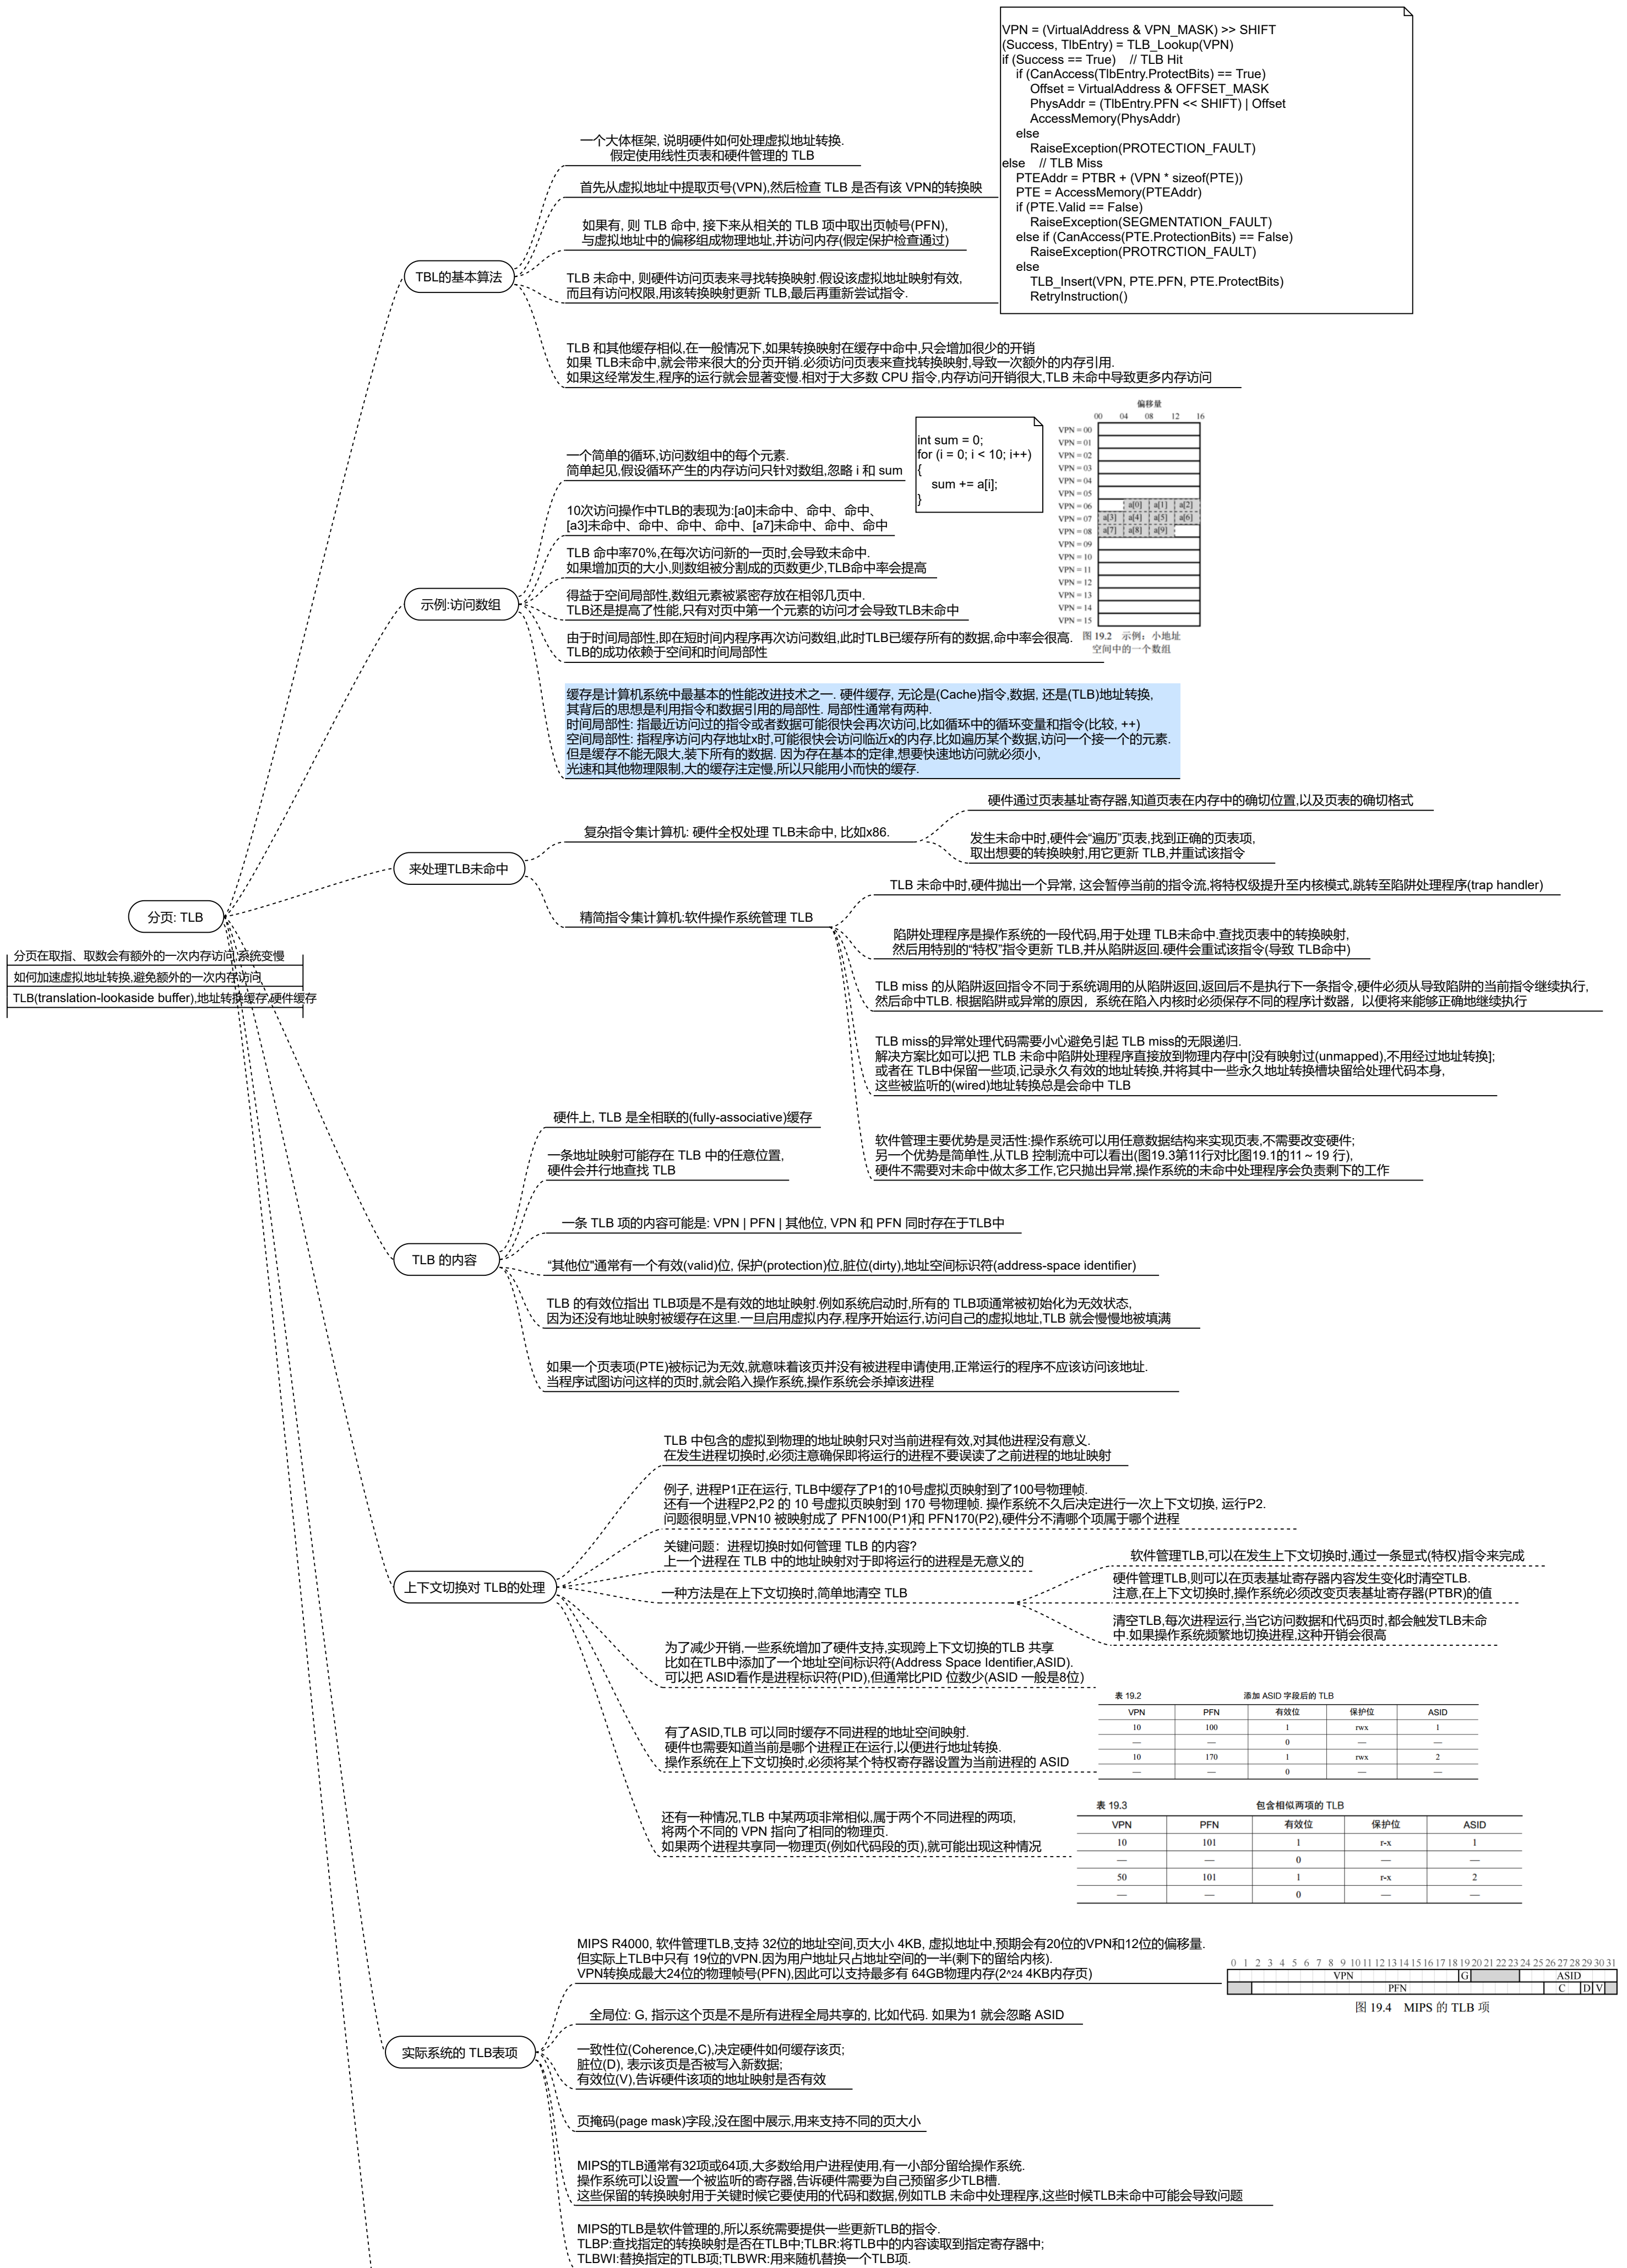 VPN = (VirtualAddress & VPN_MASK) >> SHIFT
(Success, TlbEntry) = TLB_Lookup(VPN)
if (Success == True)    // TLB Hit
    if (CanAccess(TlbEntry.ProtectBits) == True)
        Offset = VirtualAddress & OFFSET_MASK
        PhysAddr = (TlbEntry.PFN << SHIFT) | Offset
        AccessMemory(PhysAddr)
    else
        RaiseException(PROTECTION_FAULT)
else    // TLB Miss
    PTEAddr = PTBR + (VPN * sizeof(PTE))
    PTE = AccessMemory(PTEAddr)
    if (PTE.Valid == False)
        RaiseException(SEGMENTATION_FAULT)
    else if (CanAccess(PTE.ProtectionBits) == False)
        RaiseException(PROTRCTION_FAULT)
    else
        TLB_Insert(VPN, PTE.PFN, PTE.ProtectBits)
        RetryInstruction()
一个大体框架, 说明硬件如何处理虚拟地址转换.
假定使用线性页表和硬件管理的 TLB
首先从虚拟地址中提取页号(VPN),然后检查 TLB 是否有该 VPN的转换映
如果有, 则 TLB 命中, 接下来从相关的 TLB 项中取出页帧号(PFN),
与虚拟地址中的偏移组成物理地址,并访问内存(假定保护检查通过)
TBL的基本算法
TLB 未命中, 则硬件访问页表来寻找转换映射.假设该虚拟地址映射有效,
而且有访问权限,用该转换映射更新 TLB,最后再重新尝试指令.
TLB 和其他缓存相似,在一般情况下,如果转换映射在缓存中命中,只会增加很少的开销
如果 TLB未命中,就会带来很大的分页开销.必须访问页表来查找转换映射,导致一次额外的内存引用.
如果这经常发生,程序的运行就会显著变慢.相对于大多数 CPU 指令,内存访问开销很大,TLB 未命中导致更多内存访问
一个简单的循环,访问数组中的每个元素.
简单起见,假设循环产生的内存访问只针对数组,忽略 i 和 sum
int sum = 0;
for (i = 0; i < 10; i++)
{
    sum += a[i];
}
偏移量
00 04 08 12 16
VPN = 00
VPN = 01
VPN = 02
VPN = 03
VPN = 04
VPN = 05
VPN = 06 a[0] a[1] a[2]
VPN = 07 a[3] a[4] a[5] a[6]
VPN = 08 a[7] a[8] a[9]
VPN = 09
VPN = 10
VPN = 11
VPN = 12
VPN = 13
VPN = 14
VPN = 15
图 19.2 示例：小地址
空间中的一个数组
10次访问操作中TLB的表现为:[a0]未命中、命中、命中、
[a3]未命中、命中、命中、命中、[a7]未命中、命中、命中
TLB 命中率70%,在每次访问新的一页时,会导致未命中.
如果增加页的大小,则数组被分割成的页数更少,TLB命中率会提高
示例:访问数组
得益于空间局部性,数组元素被紧密存放在相邻几页中.
TLB还是提高了性能,只有对页中第一个元素的访问才会导致TLB未命中
由于时间局部性,即在短时间内程序再次访问数组,此时TLB已缓存所有的数据,命中率会很高.
TLB的成功依赖于空间和时间局部性
缓存是计算机系统中最基本的性能改进技术之一. 硬件缓存, 无论是(Cache)指令,数据, 还是(TLB)地址转换,
其背后的思想是利用指令和数据引用的局部性. 局部性通常有两种.
时间局部性: 指最近访问过的指令或者数据可能很快会再次访问,比如循环中的循环变量和指令(比较, ++)
空间局部性: 指程序访问内存地址x时,可能很快会访问临近x的内存,比如遍历某个数据,访问一个接一个的元素.
但是缓存不能无限大,装下所有的数据. 因为存在基本的定律,想要快速地访问就必须小,
光速和其他物理限制,大的缓存注定慢,所以只能用小而快的缓存.
来处理TLB未命中
复杂指令集计算机: 硬件全权处理 TLB未命中, 比如x86.
硬件通过页表基址寄存器,知道页表在内存中的确切位置,以及页表的确切格式
发生未命中时,硬件会“遍历”页表,找到正确的页表项,
取出想要的转换映射,用它更新 TLB,并重试该指令
精简指令集计算机:软件操作系统管理 TLB
TLB 未命中时,硬件抛出一个异常, 这会暂停当前的指令流,将特权级提升至内核模式,跳转至陷阱处理程序(trap handler)
陷阱处理程序是操作系统的一段代码,用于处理 TLB未命中.查找页表中的转换映射,
然后用特别的“特权”指令更新 TLB,并从陷阱返回.硬件会重试该指令(导致 TLB命中)
TLB miss 的从陷阱返回指令不同于系统调用的从陷阱返回,返回后不是执行下一条指令,硬件必须从导致陷阱的当前指令继续执行,
然后命中TLB. 根据陷阱或异常的原因，系统在陷入内核时必须保存不同的程序计数器，以便将来能够正确地继续执行
TLB miss的异常处理代码需要小心避免引起 TLB miss的无限递归.
解决方案比如可以把 TLB 未命中陷阱处理程序直接放到物理内存中[没有映射过(unmapped),不用经过地址转换];
或者在 TLB中保留一些项,记录永久有效的地址转换,并将其中一些永久地址转换槽块留给处理代码本身,
这些被监听的(wired)地址转换总是会命中 TLB
软件管理主要优势是灵活性:操作系统可以用任意数据结构来实现页表,不需要改变硬件;
另一个优势是简单性,从TLB 控制流中可以看出(图19.3第11行对比图19.1的11～19 行),
硬件不需要对未命中做太多工作,它只抛出异常,操作系统的未命中处理程序会负责剩下的工作
分页: TLB
分页在取指、取数会有额外的一次内存访问,系统变慢
如何加速虚拟地址转换,避免额外的一次内存访问
TLB(translation-lookaside buffer),地址转换缓存,硬件缓存
硬件上, TLB 是全相联的(fully-associative)缓存
一条地址映射可能存在 TLB 中的任意位置,
硬件会并行地查找 TLB
一条 TLB 项的内容可能是: VPN | PFN | 其他位, VPN 和 PFN 同时存在于TLB中
TLB 的内容
“其他位”通常有一个有效(valid)位, 保护(protection)位,脏位(dirty),地址空间标识符(address-space identifier)
TLB 的有效位指出 TLB项是不是有效的地址映射.例如系统启动时,所有的 TLB项通常被初始化为无效状态,
因为还没有地址映射被缓存在这里.一旦启用虚拟内存,程序开始运行,访问自己的虚拟地址,TLB 就会慢慢地被填满
如果一个页表项(PTE)被标记为无效,就意味着该页并没有被进程申请使用,正常运行的程序不应该访问该地址.
当程序试图访问这样的页时,就会陷入操作系统,操作系统会杀掉该进程
TLB 中包含的虚拟到物理的地址映射只对当前进程有效,对其他进程没有意义.
在发生进程切换时,必须注意确保即将运行的进程不要误读了之前进程的地址映射
例子, 进程P1正在运行, TLB中缓存了P1的10号虚拟页映射到了100号物理帧.
还有一个进程P2,P2 的 10 号虚拟页映射到 170 号物理帧. 操作系统不久后决定进行一次上下文切换, 运行P2.
问题很明显,VPN10 被映射成了 PFN100(P1)和 PFN170(P2),硬件分不清哪个项属于哪个进程
关键问题：进程切换时如何管理 TLB 的内容?
上一个进程在 TLB 中的地址映射对于即将运行的进程是无意义的
上下文切换对 TLB的处理
一种方法是在上下文切换时,简单地清空 TLB
软件管理TLB,可以在发生上下文切换时,通过一条显式(特权)指令来完成
硬件管理TLB,则可以在页表基址寄存器内容发生变化时清空TLB.
注意,在上下文切换时,操作系统必须改变页表基址寄存器(PTBR)的值
清空TLB,每次进程运行,当它访问数据和代码页时,都会触发TLB未命
中.如果操作系统频繁地切换进程,这种开销会很高
为了减少开销,一些系统增加了硬件支持,实现跨上下文切换的TLB 共享
比如在TLB中添加了一个地址空间标识符(Address Space Identifier,ASID).
可以把 ASID看作是进程标识符(PID),但通常比PID 位数少(ASID 一般是8位)
有了ASID,TLB 可以同时缓存不同进程的地址空间映射.
硬件也需要知道当前是哪个进程正在运行,以便进行地址转换.
操作系统在上下文切换时,必须将某个特权寄存器设置为当前进程的 ASID
表 19.2 添加 ASID 字段后的 TLB
VPN PFN 有效位 保护位 ASID
10 100 1 rwx 1
— — 0 — —
10 170 1 rwx 2
— — 0 — —
还有一种情况,TLB 中某两项非常相似,属于两个不同进程的两项,
将两个不同的 VPN 指向了相同的物理页.
如果两个进程共享同一物理页(例如代码段的页),就可能出现这种情况
表 19.3 包含相似两项的 TLB
VPN PFN 有效位 保护位 ASID
10 101 1 r-x 1
— — 0 — —
50 101 1 r-x 2
— — 0 — —
MIPS R4000, 软件管理TLB,支持 32位的地址空间,页大小 4KB, 虚拟地址中,预期会有20位的VPN和12位的偏移量.
但实际上TLB中只有 19位的VPN.因为用户地址只占地址空间的一半(剩下的留给内核).
VPN转换成最大24位的物理帧号(PFN),因此可以支持最多有 64GB物理内存(2^24 4KB内存页)
0 1 2 3 4 5 6 7 8 9 10 11 12 13 14 15 16 17 18 19 20 21 22 23 24 25 26 27 28 29 30 31
VPN G ASID
PFN C D V
图 19.4 MIPS 的 TLB 项
全局位: G, 指示这个页是不是所有进程全局共享的, 比如代码. 如果为1 就会忽略 ASID
实际系统的 TLB表项
一致性位(Coherence,C),决定硬件如何缓存该页;
脏位(D), 表示该页是否被写入新数据;
有效位(V),告诉硬件该项的地址映射是否有效
页掩码(page mask)字段,没在图中展示,用来支持不同的页大小
MIPS的TLB通常有32项或64项,大多数给用户进程使用,有一小部分留给操作系统.
操作系统可以设置一个被监听的寄存器,告诉硬件需要为自己预留多少TLB槽.
这些保留的转换映射用于关键时候它要使用的代码和数据,例如TLB 未命中处理程序,这些时候TLB未命中可能会导致问题
MIPS的TLB是软件管理的,所以系统需要提供一些更新TLB的指令.
TLBP:查找指定的转换映射是否在TLB中;TLBR:将TLB中的内容读取到指定寄存器中;
TLBWI:替换指定的TLB项;TLBWR:用来随机替换一个TLB项.